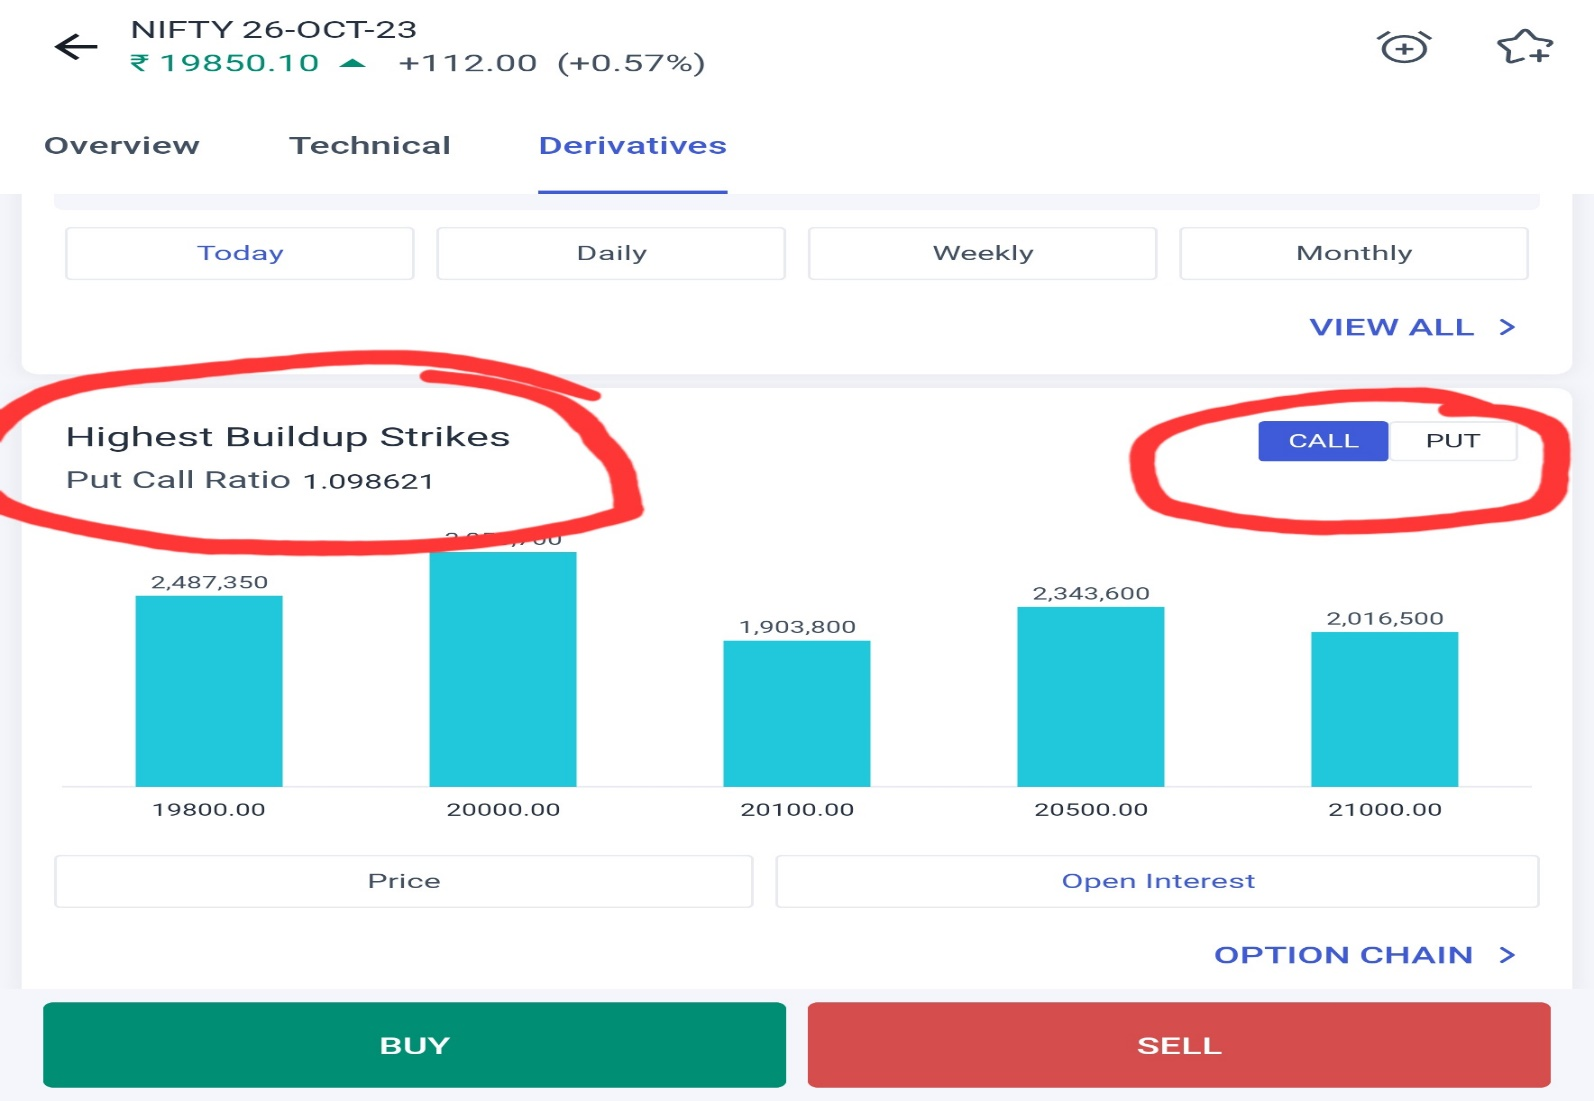 NIFTY 26-OCT-23
₹ 19850.10 ▲ +112.00 (+0.57%)
Overview Technical Derivatives
Today Daily Weekly Monthly
VIEW ALL >
Highest Buildup Strikes
CALL PUT
Put Call Ratio 1.098621
2,487,350 1,903,800 2,343,600 2,016,500
19800.00 20000.00 20100.00 20500.00 21000.00
Price Open Interest
OPTION CHAIN >
BUY SELL